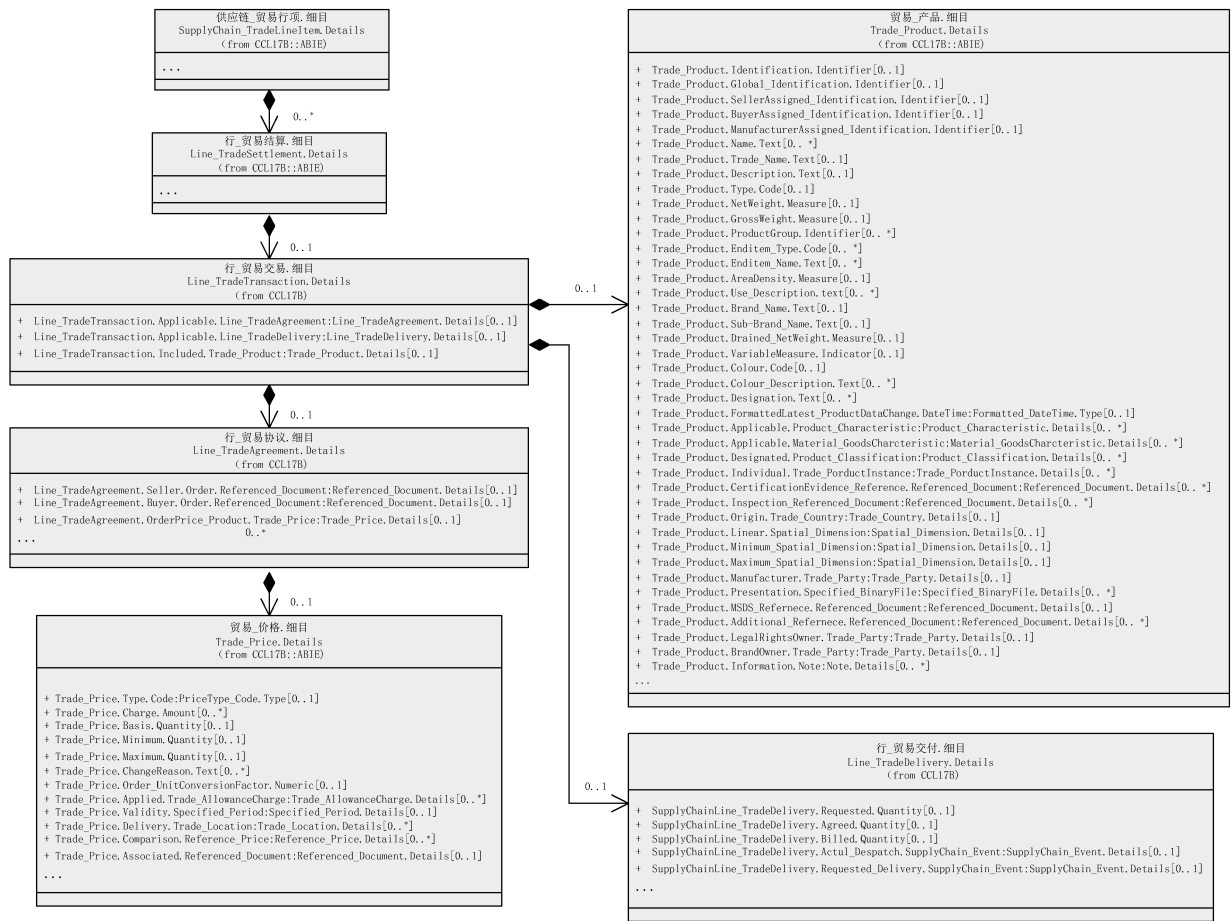 供应链_贸易行项.细目
SupplyChain_TradeLineItem.Details
(from CCL17B::ABIE)
...
0..*
行_贸易结算.细目
Line_TradeSettlement.Details
(from CCL17B::ABIE)
...
0..1
行_贸易交易.细目
Line_TradeTransaction.Details
(from CCL17B)
+ Line_TradeTransaction.Applicable.Line_TradeAgreement:Line_TradeAgreement.Details[0..1]
+ Line_TradeTransaction.Applicable.Line_TradeDelivery:Line_TradeDelivery.Details[0..1]
+ Line_TradeTransaction.Included.Trade_Product:Trade_Product.Details[0..1]
0..1
行_贸易协议.细目
Line_TradeAgreement.Details
(from CCL17B)
+ Line_TradeAgreement.Seller.Order.Referenced_Document:Referenced_Document.Details[0..1]
+ Line_TradeAgreement.Buyer.Order.Referenced_Document:Referenced_Document.Details[0..1]
+ Line_TradeAgreement.OrderPrice_Product.Trade_Price:Trade_Price.Details[0..1]
0..*
...
0..1
贸易_价格.细目
Trade_Price.Details
(from CCL17B::ABIE)
+ Trade_Price.Type.Code:PriceType_Code.Type[0..1]
+ Trade_Price.Charge.Amount[0..*]
+ Trade_Price.Basis.Quantity[0..1]
+ Trade_Price.Minimum.Quantity[0..1]
+ Trade_Price.Maximum.Quantity[0..1]
+ Trade_Price.ChangeReason.Text[0..*]
+ Trade_Price.Order_UnitConversionFactor.Numeric[0..1]
+ Trade_Price.Applied.Trade_AllowanceCharge:Trade_AllowanceCharge.Details[0..*]
+ Trade_Price.Validity.Specified_Period:Specified_Period.Details[0..1]
+ Trade_Price.Delivery.Trade_Location:Trade_Location.Details[0..*]
+ Trade_Price.Comparison.Reference_Price:Reference_Price.Details[0..*]
+ Trade_Price.Associated.Referenced_Document:Referenced_Document.Details[0..1]
...
0..1
贸易_产品.细目
Trade_Product.Details
(from CCL17B::ABIE)
+ Trade_Product.Identification.Identifier[0..1]
+ Trade_Product.Global_Identification.Identifier[0..1]
+ Trade_Product.SellerAssigned_Identification.Identifier[0..1]
+ Trade_Product.BuyerAssigned_Identification.Identifier[0..1]
+ Trade_Product.ManufacturerAssigned_Identification.Identifier[0..1]
+ Trade_Product.Name.Text[0.. *]
+ Trade_Product.Trade_Name.Text[0..1]
+ Trade_Product.Description.Text[0..1]
+ Trade_Product.Type.Code[0..1]
+ Trade_Product.NetWeight.Measure[0..1]
+ Trade_Product.GrossWeight.Measure[0..1]
+ Trade_Product.ProductGroup.Identifier[0.. *]
+ Trade_Product.Enditem_Type.Code[0.. *]
+ Trade_Product.Enditem_Name.Text[0.. *]
+ Trade_Product.AreaDensity.Measure[0..1]
+ Trade_Product.Use_Description.text[0.. *]
+ Trade_Product.Brand_Name.Text[0..1]
+ Trade_Product.Sub-Brand_Name.Text[0..1]
+ Trade_Product.Drained_NetWeight.Measure[0..1]
+ Trade_Product.VariableMeasure.Indicator[0..1]
+ Trade_Product.Colour.Code[0..1]
+ Trade_Product.Colour_Description.Text[0.. *]
+ Trade_Product.Designation.Text[0.. *]
+ Trade_Product.FormattedLatest_ProductDataChange.DateTime:Formatted_DateTime.Type[0..1]
+ Trade_Product.Applicable.Product_Characteristic:Product_Characteristic.Details[0.. *]
+ Trade_Product.Applicable.Material_GoodsCharcteristic:Material_GoodsCharcteristic.Details[0.. *]
+ Trade_Product.Designated.Product_Classification:Product_Classification.Details[0.. *]
+ Trade_Product.Individual.Trade_PorductInstance:Trade_PorductInstance.Details[0.. *]
+ Trade_Product.CertificationEvidence_Reference.Referenced_Document:Referenced_Document.Details[0.. *]
+ Trade_Product.Inspection_Referenced_Document:Referenced_Document.Details[0.. *]
+ Trade_Product.Origin.Trade_Country:Trade_Country.Details[0..1]
+ Trade_Product.Linear.Spatial_Dimension:Spatial_Dimension.Details[0..1]
+ Trade_Product.Minimum_Spatial_Dimension:Spatial_Dimension.Details[0..1]
+ Trade_Product.Maximum_Spatial_Dimension:Spatial_Dimension.Details[0..1]
+ Trade_Product.Manufacturer.Trade_Party:Trade_Party.Details[0..1]
+ Trade_Product.Presentation.Specified_BinaryFile:Specified_BinaryFile.Details[0.. *]
+ Trade_Product.MSDS_Refernece.Referenced_Document:Referenced_Document.Details[0..1]
+ Trade_Product.Additional_Refernece.Referenced_Document:Referenced_Document.Details[0.. *]
+ Trade_Product.LegalRightsOwner.Trade_Party:Trade_Party.Details[0..1]
+ Trade_Product.BrandOwner.Trade_Party:Trade_Party.Details[0..1]
+ Trade_Product.Information.Note:Note.Details[0.. *]
...
0..1
行_贸易交付.细目
Line_TradeDelivery.Details
(from CCL17B)
+ SupplyChainLine_TradeDelivery.Requested.Quantity[0..1]
+ SupplyChainLine_TradeDelivery.Agreed.Quantity[0..1]
+ SupplyChainLine_TradeDelivery.Billed.Quantity[0..1]
+ SupplyChainLine_TradeDelivery.Actul_Despatch.SupplyChain_Event:SupplyChain_Event.Details[0..1]
+ SupplyChainLine_TradeDelivery.Requested_Delivery.SupplyChain_Event:SupplyChain_Event.Details[0..1]
...